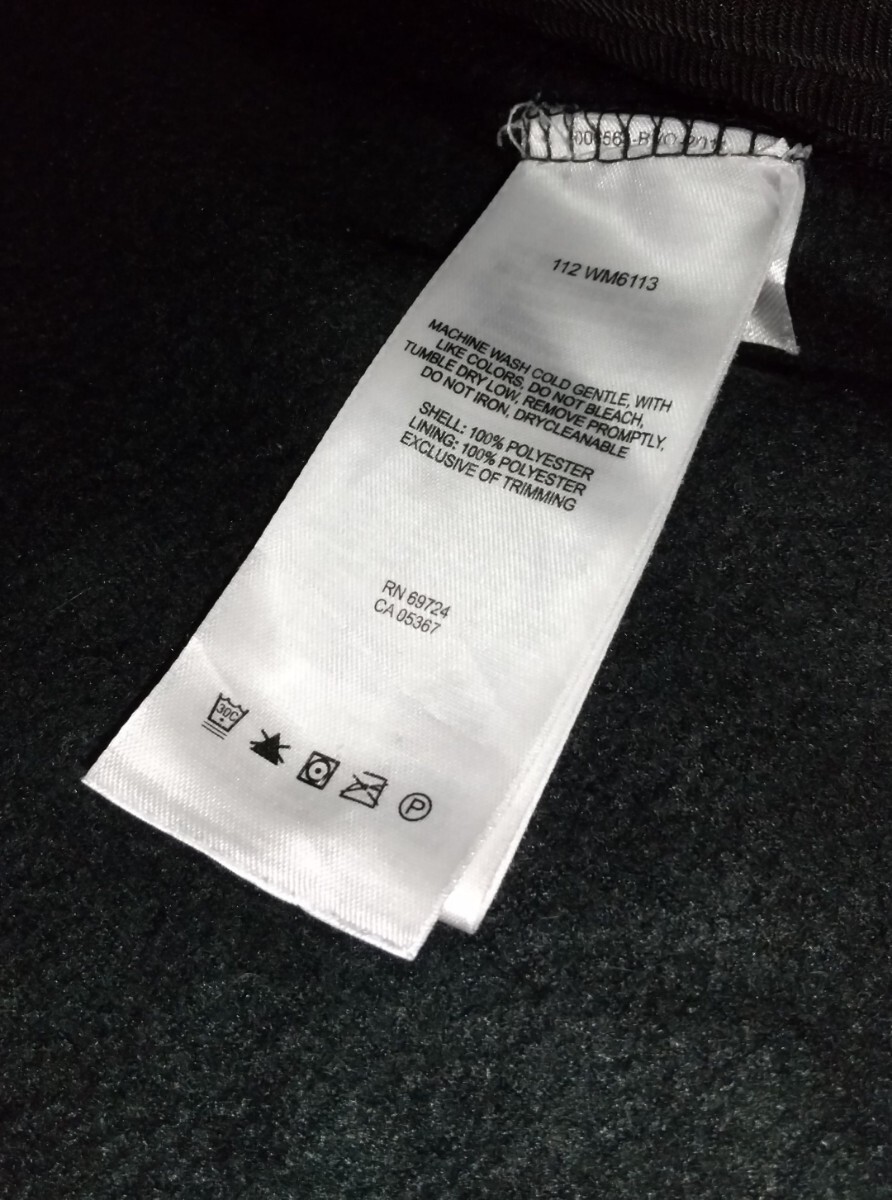 112 WM6113
MACHINE WASH COLD GENTLE, WITH
LIKE COLORS, DO NOT BLEACH,
TUMBLE DRY LOW, REMOVE PROMPTLY,
DO NOT IRON, DRYCLEANABLE
SHELL: 100% POLYESTER
LINING: 100% POLYESTER
EXCLUSIVE OF TRIMMING
RN 69724
CA 05367
30C
P